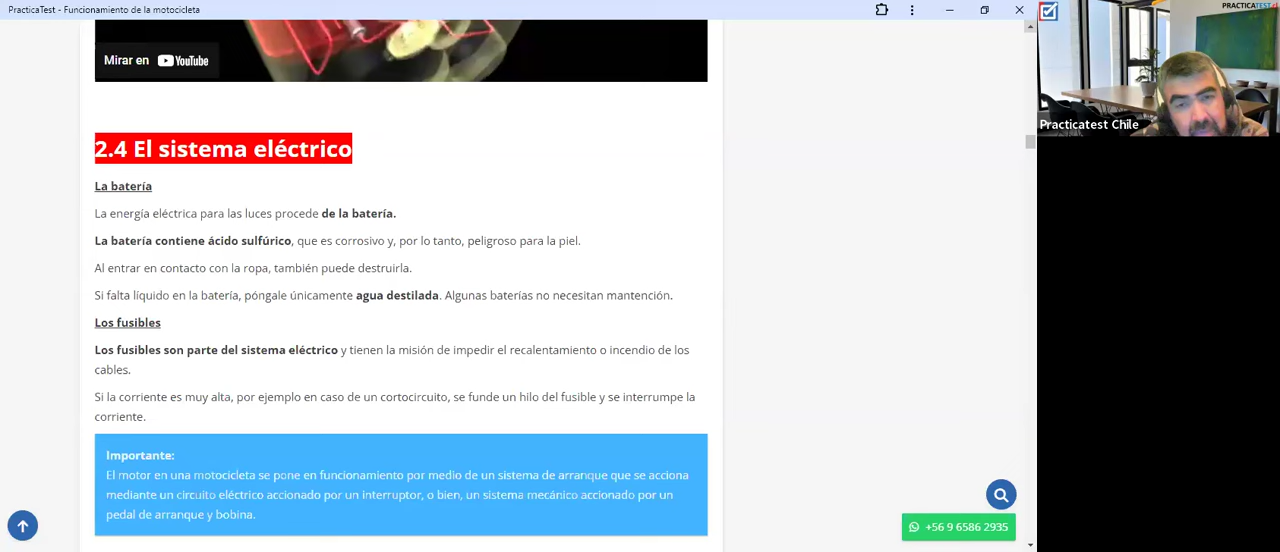 PracticaTest - Funcionamiento de la motocicleta
PRACTICATEST.cl
Mirar en YouTube
Practicatest Chile
2.4 El sistema eléctrico
La batería
La energía eléctrica para las luces procede de la batería.
La batería contiene ácido sulfúrico, que es corrosivo y, por lo tanto, peligroso para la piel.
Al entrar en contacto con la ropa, también puede destruirla.
Si falta líquido en la batería, póngale únicamente agua destilada. Algunas baterías no necesitan mantención.
Los fusibles
Los fusibles son parte del sistema eléctrico y tienen la misión de impedir el recalentamiento o incendio de los
cables.
Si la corriente es muy alta, por ejemplo en caso de un cortocircuito, se funde un hilo del fusible y se interrumpe la
corriente.
Importante:
El motor en una motocicleta se pone en funcionamiento por medio de un sistema de arranque que se acciona
mediante un circuito eléctrico accionado por un interruptor, o bien, un sistema mecánico accionado por un
pedal de arranque y bobina.
+56 9 6586 2935